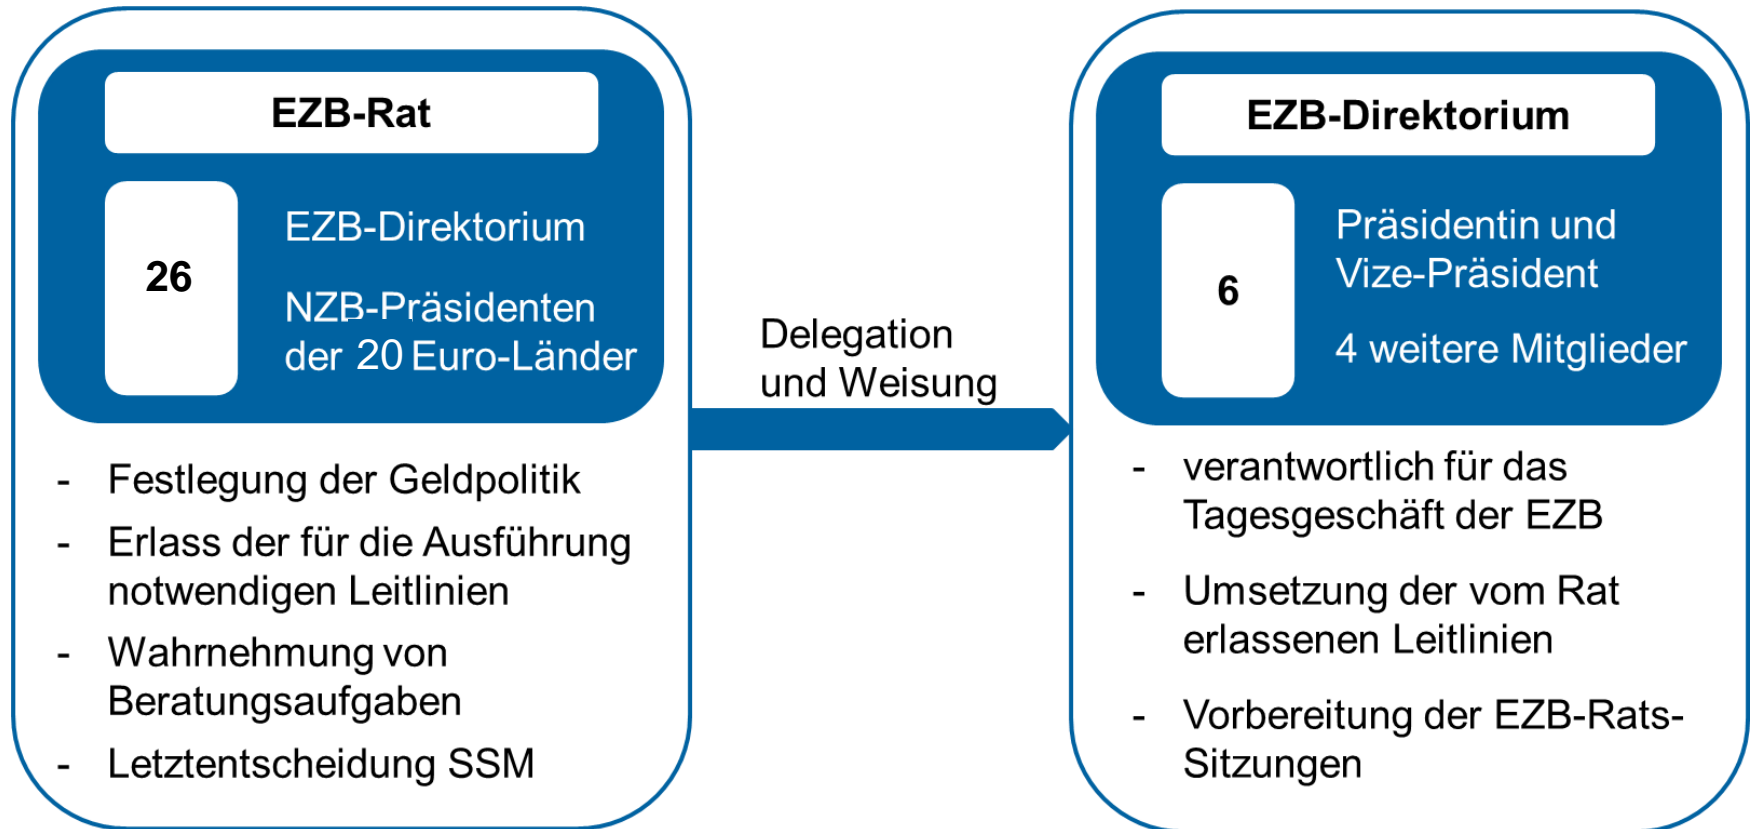 EZB-Rat
26
EZB-Direktorium
NZB-Präsidenten
der 20 Euro-Länder
- Festlegung der Geldpolitik
- Erlass der für die Ausführung
notwendigen Leitlinien
- Wahrnehmung von
Beratungsaufgaben
- Letztentscheidung SSM
Delegation
und Weisung
EZB-Direktorium
6
Präsidentin und
Vize-Präsident
4 weitere Mitglieder
- verantwortlich für das
Tagesgeschäft der EZB
- Umsetzung der vom Rat
erlassenen Leitlinien
- Vorbereitung der EZB-Rats-
Sitzungen